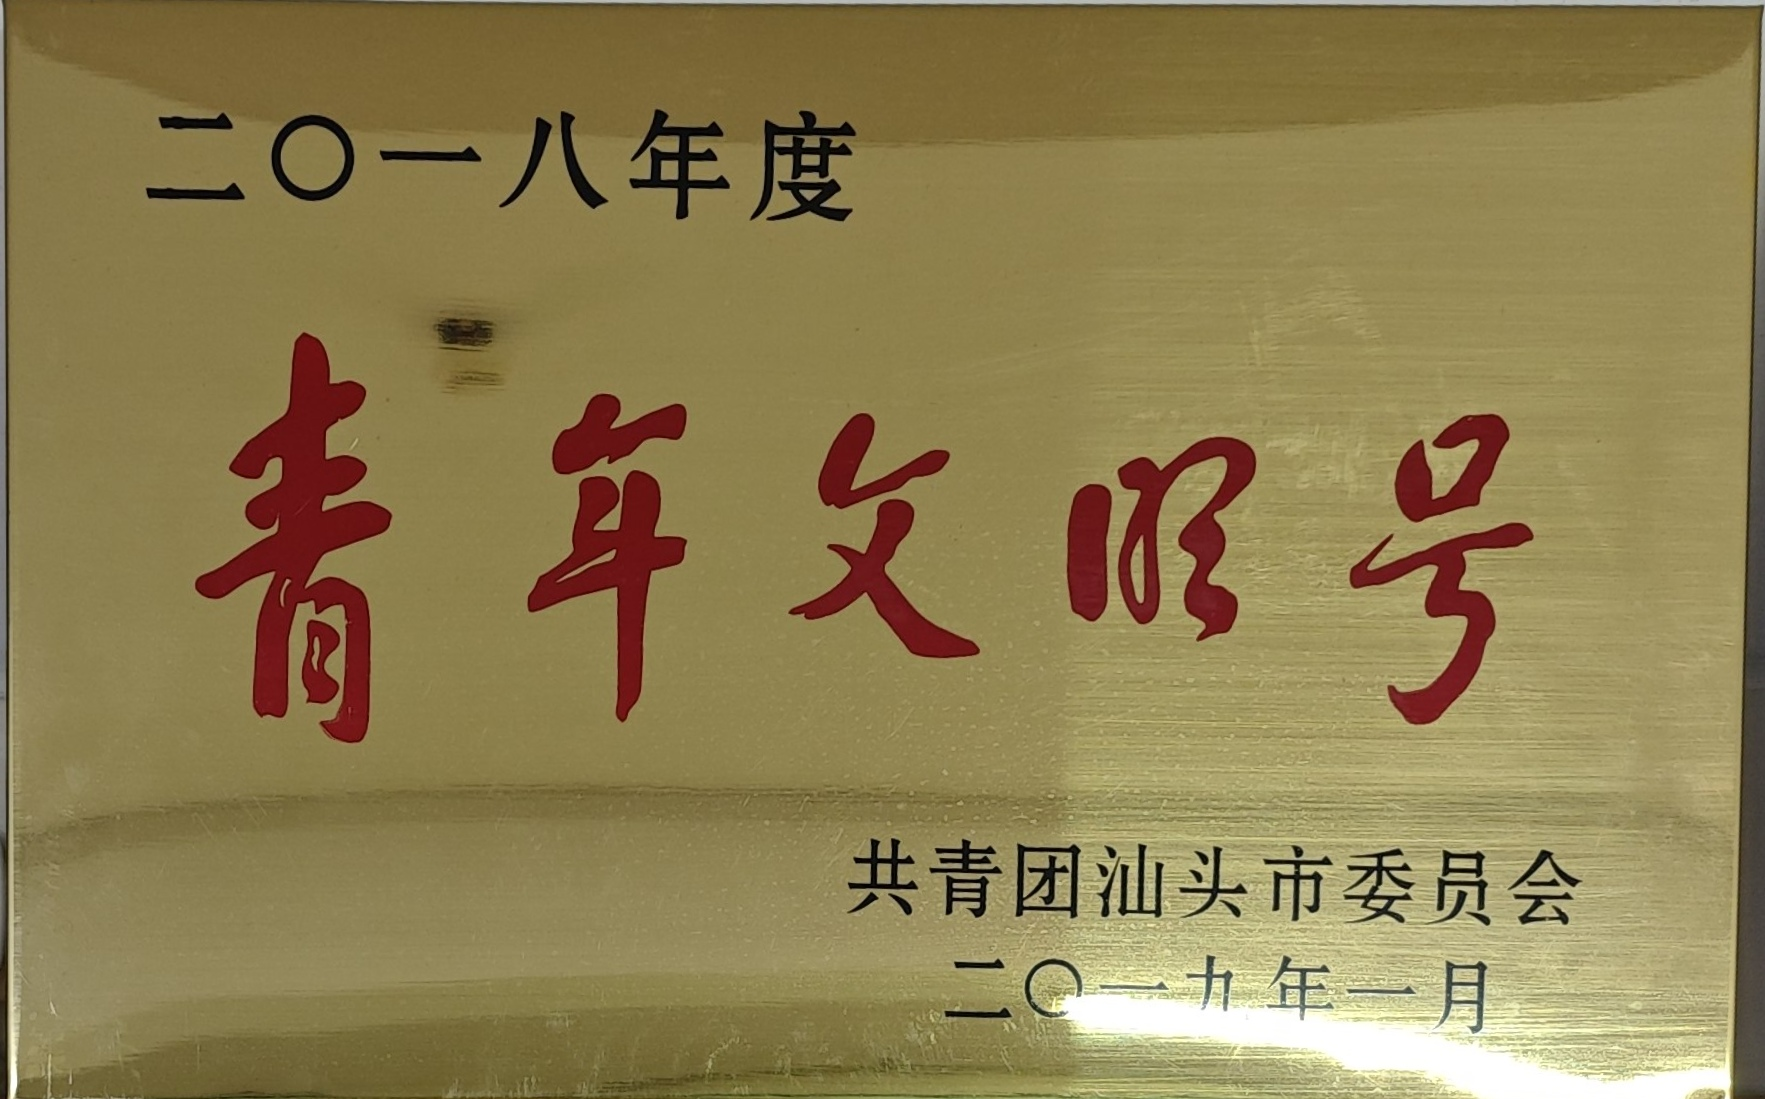 二〇一八年度
青年文明号
共青团汕头市委员会
二〇一九年一月